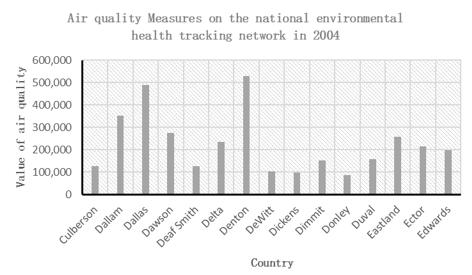 Air quality Measures on the national environmental
health tracking network in 2004
Value of air quality
600,000
500,000
400,000
300,000
200,000
100,000
0
Culberson
Dallam
Dallas
Dawson
Deaf Smith
Delta
Denton
DeWitt
Dickens
Dimmit
Donley
Duval
Eastland
Ector
Edwards
Country